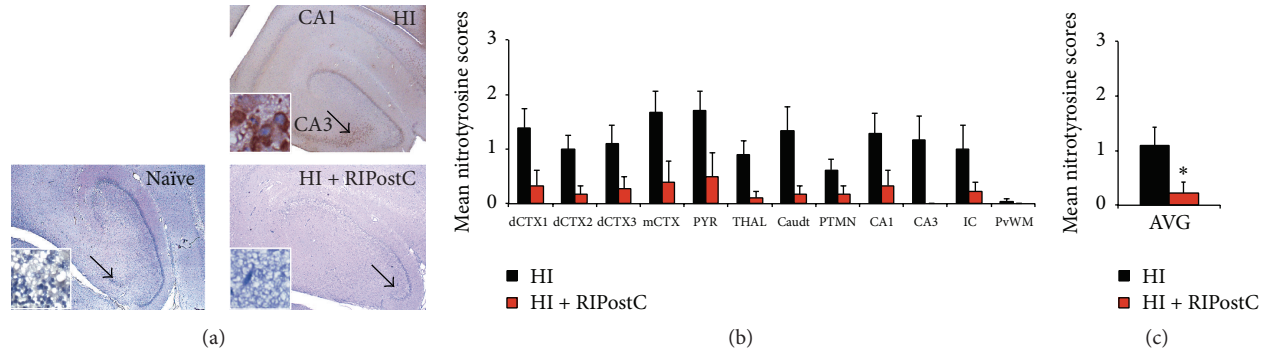 CA1
HI
CA3
Naïve
HI + RIPostC
(a)
Mean nitrotyrosine scores
3
2
1
0
dCTX1 dCTX2 dCTX3 mCTX PYR THAL Caudt PTMN CA1 CA3 IC PvWM
HI
HI + RIPostC
(b)
Mean nitrotyrosine scores
3
2
1
0
*
AVG
HI
HI + RIPostC
(c)